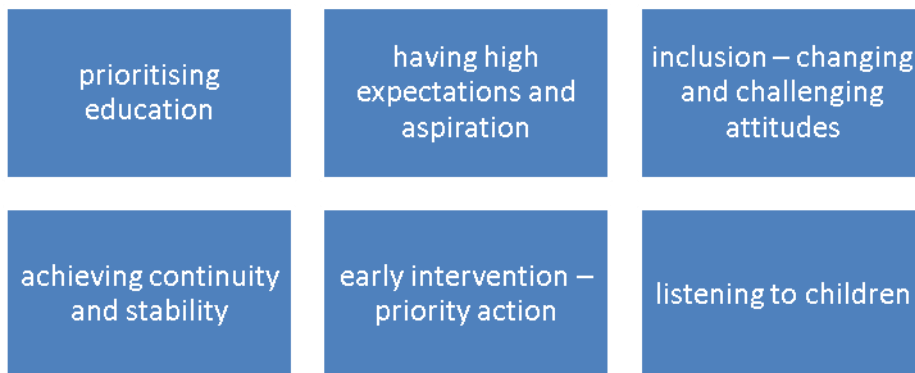 prioritising
education
having high
expectations and
aspiration
inclusion – changing
and challenging
attitudes
achieving continuity
and stability
early intervention –
priority action
listening to children